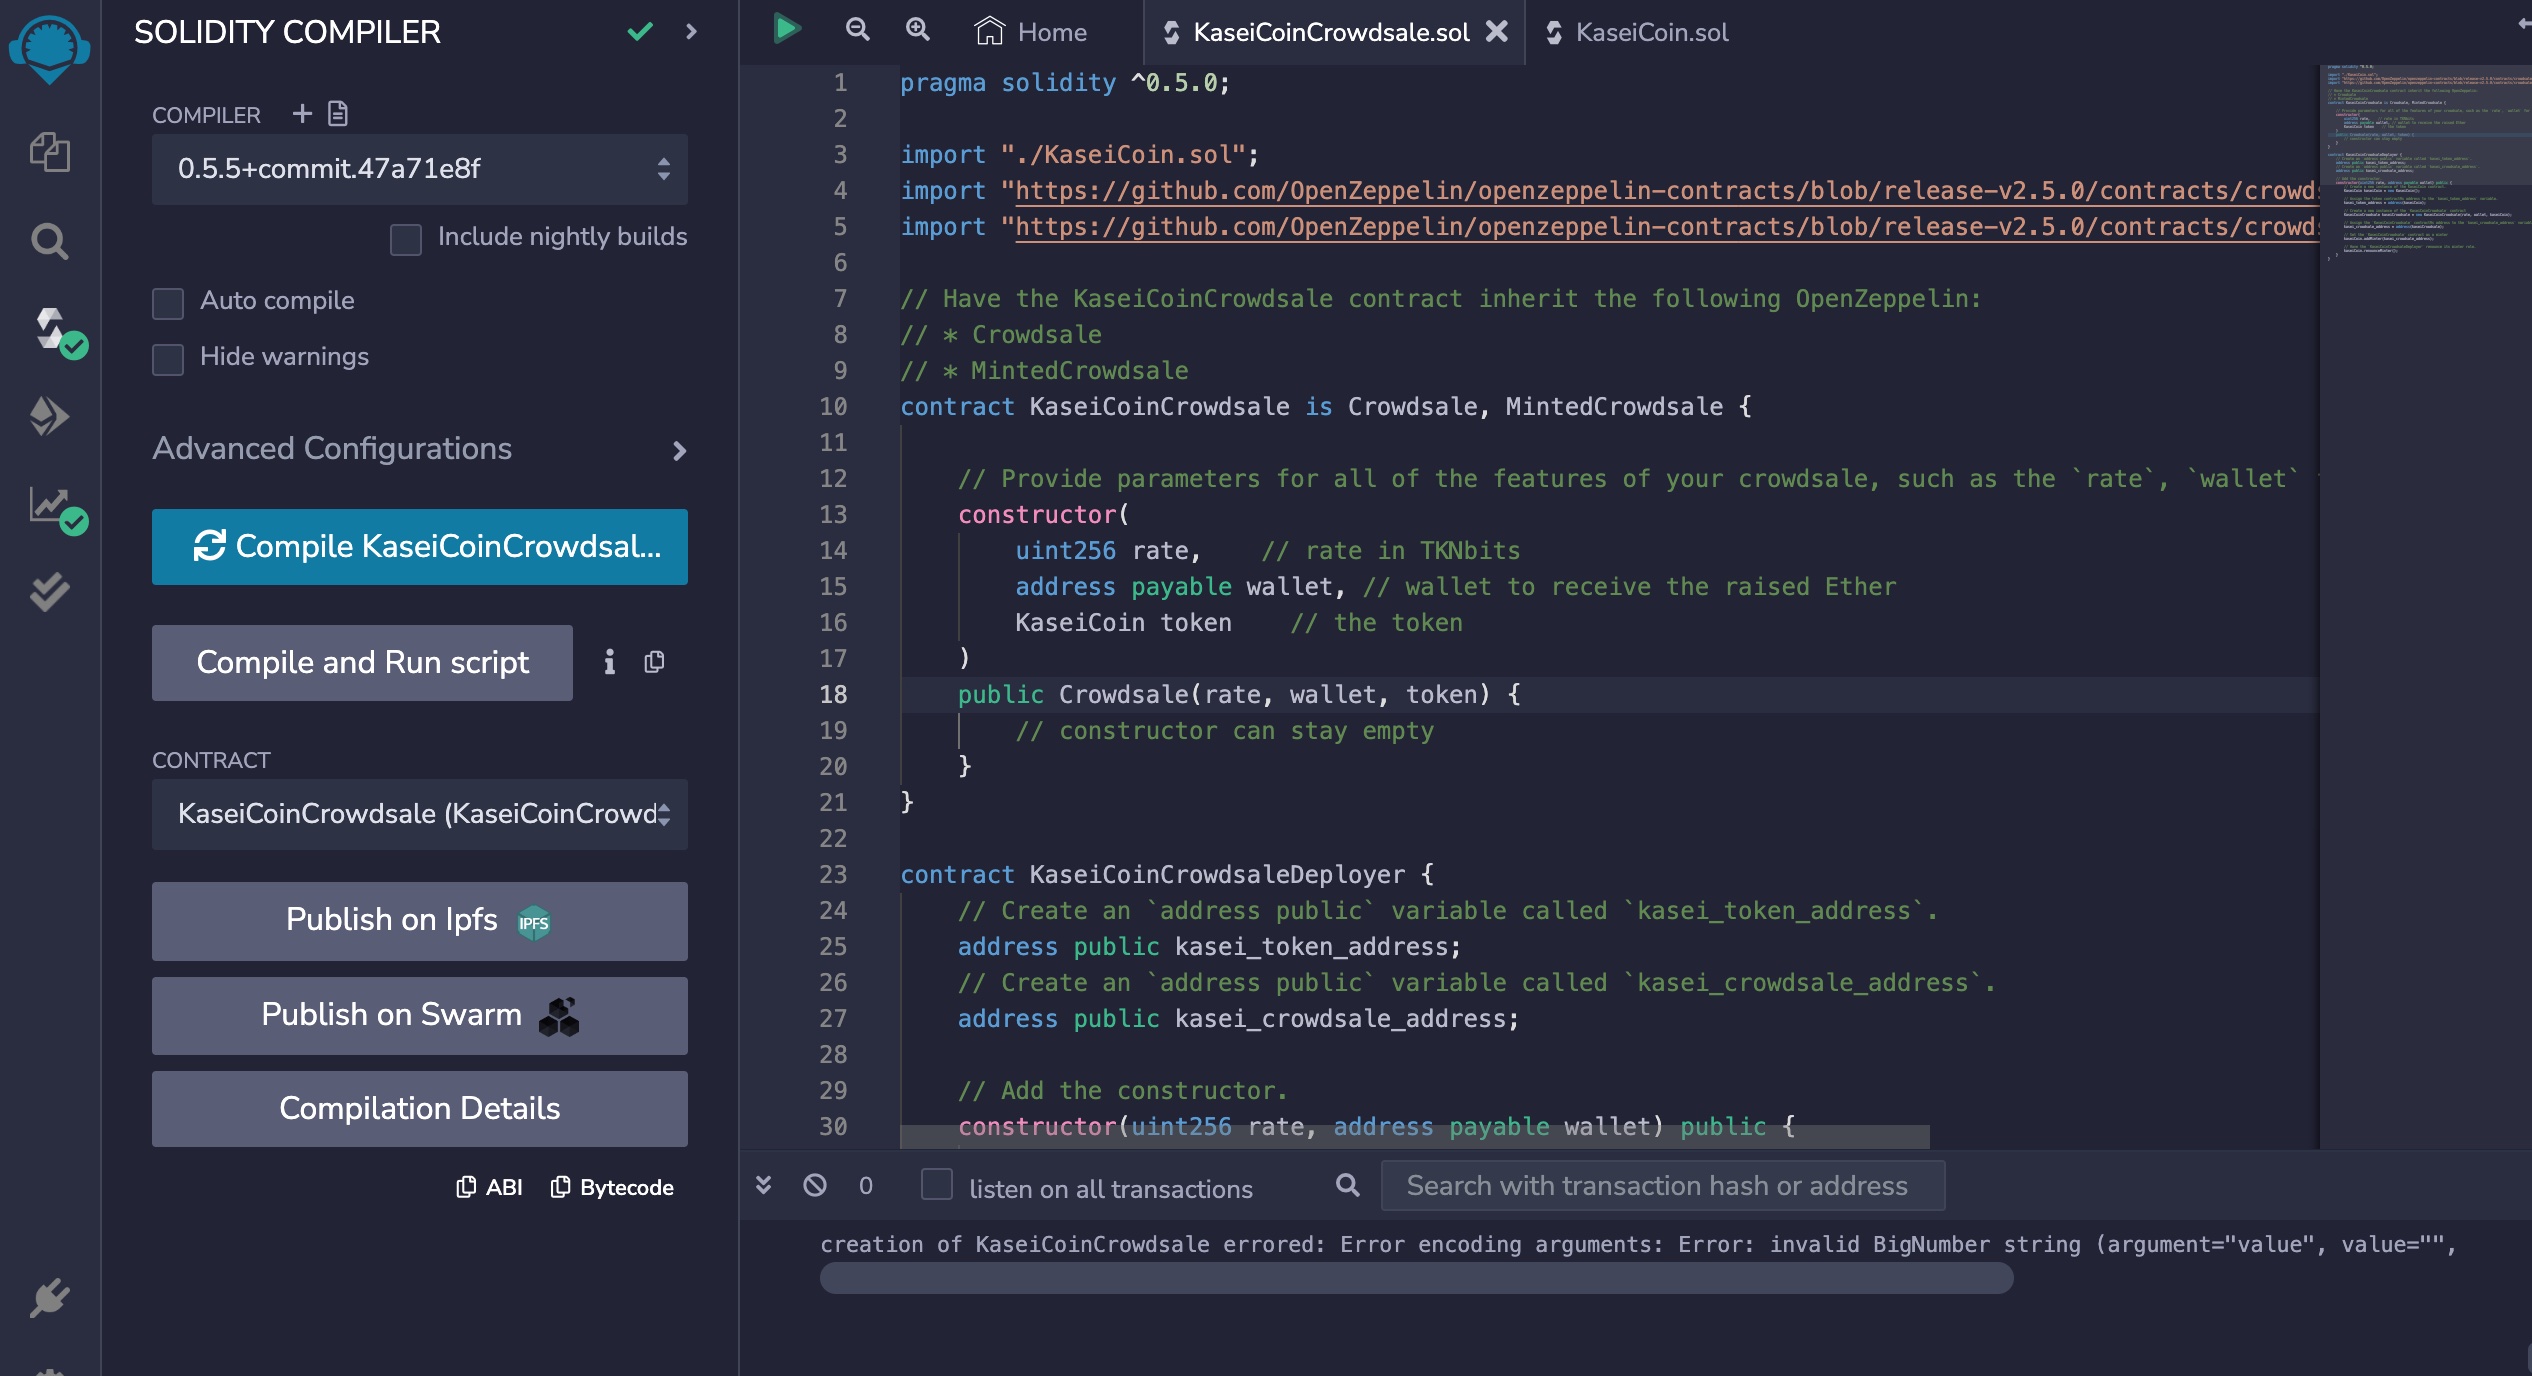 SOLIDITY COMPILER
COMPILER
0.5.5+commit.47a71e8f
Include nightly builds
Auto compile
Hide warnings
Advanced Configurations
Compile KaseiCoinCrowdsal...
Compile and Run script
CONTRACT
KaseiCoinCrowdsale (KaseiCoinCrowd
Publish on Ipfs IPFS
Publish on Swarm
Compilation Details
ABI Bytecode
Home KaseiCoinCrowdsale.sol KaseiCoin.sol
1 pragma solidity ^0.5.0;
2
3 import "./KaseiCoin.sol";
4 import "https://github.com/OpenZeppelin/openzeppelin-contracts/blob/release-v2.5.0/contracts/crowds
5 import "https://github.com/OpenZeppelin/openzeppelin-contracts/blob/release-v2.5.0/contracts/crowds
6
7 // Have the KaseiCoinCrowdsale contract inherit the following OpenZeppelin:
8 // * Crowdsale
9 // * MintedCrowdsale
10 contract KaseiCoinCrowdsale is Crowdsale, MintedCrowdsale {
11
12 // Provide parameters for all of the features of your crowdsale, such as the `rate`, `wallet`
13 constructor(
14 uint256 rate, // rate in TKNbits
15 address payable wallet, // wallet to receive the raised Ether
16 KaseiCoin token // the token
17 )
18 public Crowdsale(rate, wallet, token) {
19 // constructor can stay empty
20 }
21 }
22
23 contract KaseiCoinCrowdsaleDeployer {
24 // Create an `address public` variable called `kasei_token_address`.
25 address public kasei_token_address;
26 // Create an `address public` variable called `kasei_crowdsale_address`.
27 address public kasei_crowdsale_address;
28
29 // Add the constructor.
30 constructor(uint256 rate, address payable wallet) public {
0 listen on all transactions Search with transaction hash or address
creation of KaseiCoinCrowdsale errored: Error encoding arguments: Error: invalid BigNumber string (argument="value", value="",